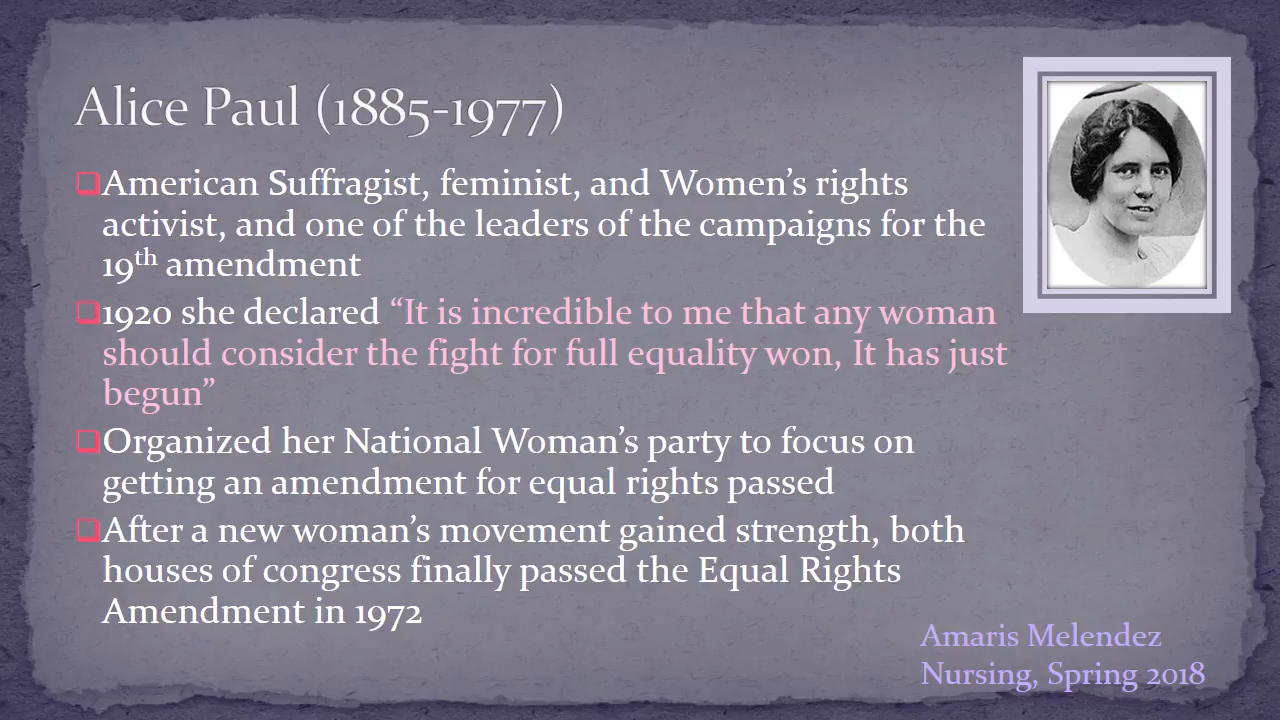 Alice Paul (1885-1977)
❑American Suffragist, feminist, and Women’s rights
activist, and one of the leaders of the campaigns for the
19th amendment
❑1920 she declared “It is incredible to me that any woman
should consider the fight for full equality won, It has just
begun”
❑Organized her National Woman’s party to focus on
getting an amendment for equal rights passed
❑After a new woman’s movement gained strength, both
houses of congress finally passed the Equal Rights
Amendment in 1972
Amaris Melendez
Nursing, Spring 2018